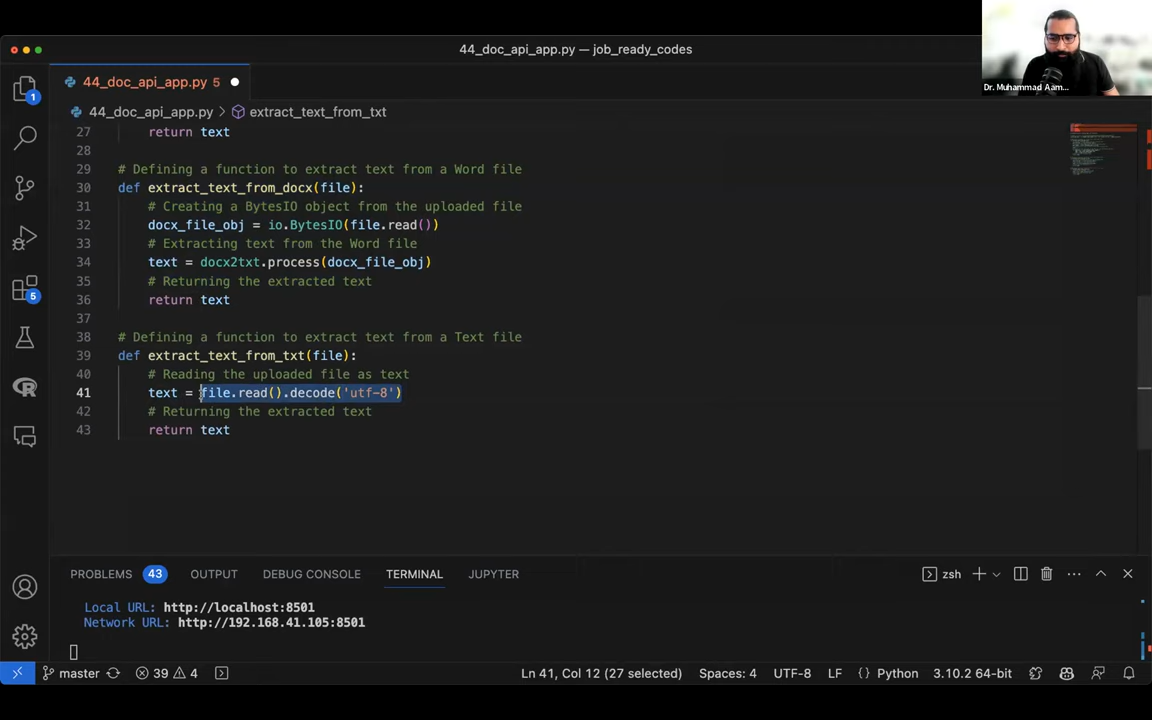 44_doc_api_app.py — job_ready_codes
Dr. Muhammad Aam...
44_doc_api_app.py 5
44_doc_api_app.py > extract_text_from_txt
1
5
27 return text
28
29 # Defining a function to extract text from a Word file
30 def extract_text_from_docx(file):
31 # Creating a BytesIO object from the uploaded file
32 docx_file_obj = io.BytesIO(file.read())
33 # Extracting text from the Word file
34 text = docx2txt.process(docx_file_obj)
35 # Returning the extracted text
36 return text
37
38 # Defining a function to extract text from a Text file
39 def extract_text_from_txt(file):
40 # Reading the uploaded file as text
41 text = file.read().decode('utf-8')
42 # Returning the extracted text
43 return text
PROBLEMS 43 OUTPUT DEBUG CONSOLE TERMINAL JUPYTER zsh
Local URL: http://localhost:8501
Network URL: http://192.168.41.105:8501
master 39 4 Ln 41, Col 12 (27 selected) Spaces: 4 UTF-8 LF Python 3.10.2 64-bit